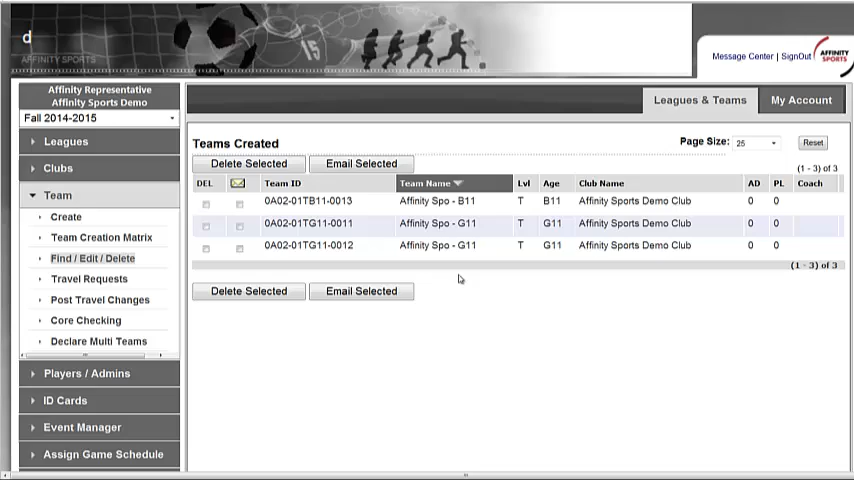 d
AFFINITY SPORTS
15
Message Center | SignOut
AFFINITY
SPORTS
Affinity Representative
Affinity Sports Demo
Fall 2014-2015
Leagues & Teams
My Account
Leagues
Clubs
Team
Create
Team Creation Matrix
Find / Edit / Delete
Travel Requests
Post Travel Changes
Core Checking
Declare Multi Teams
Players / Admins
ID Cards
Event Manager
Assign Game Schedule
Teams Created
Page Size: 25
Reset
Delete Selected
Email Selected
(1 - 3) of 3
DEL Team ID Team Name Lvl Age Club Name AD PL Coach
0A02-01TB11-0013 Affinity Spo - B11 T B11 Affinity Sports Demo Club 0 0
0A02-01TG11-0011 Affinity Spo - G11 T G11 Affinity Sports Demo Club 0 0
0A02-01TG11-0012 Affinity Spo - G11 T G11 Affinity Sports Demo Club 0 0
(1 - 3) of 3
Delete Selected
Email Selected